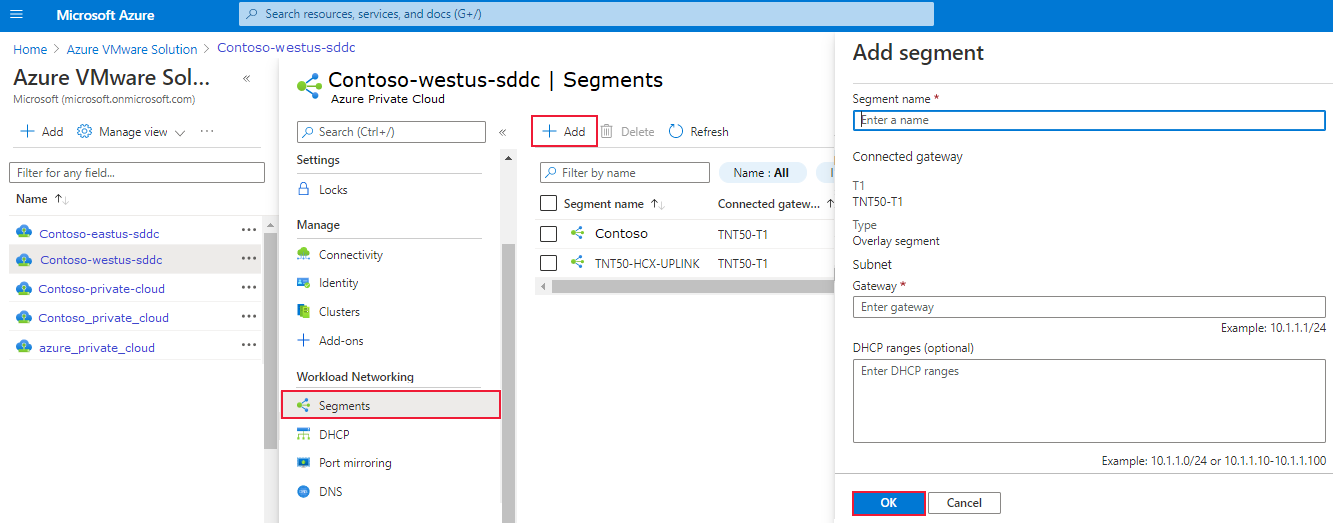 Microsoft Azure
Search resources, services, and docs (G+/)
Home > Azure VMware Solution > Contoso-westus-sddc
Azure VMware Sol... «
Microsoft (microsoft.onmicrosoft.com)
+ Add Manage view ...
Filter for any field...
Name ↑↓
Contoso-eastus-sddc ...
Contoso-westus-sddc ...
Contoso-private-cloud ...
Contoso_private_cloud ...
azure_private_cloud ...
Contoso-westus-sddc | Segments
Azure Private Cloud
Search (Ctrl+/) «
Settings
Locks
Manage
Connectivity
Identity
Clusters
+ Add-ons
Workload Networking
Segments
DHCP
Port mirroring
DNS
+ Add Delete Refresh
Filter by name Name : All
Segment name ↑↓ Connected gatew... ↑
Contoso TNT50-T1
TNT50-HCX-UPLINK TNT50-T1
Add segment
Segment name *
Enter a name
Connected gateway
T1
TNT50-T1
Type
Overlay segment
Subnet
Gateway *
Enter gateway
Example: 10.1.1.1/24
DHCP ranges (optional)
Enter DHCP ranges
Example: 10.1.1.0/24 or 10.1.1.10-10.1.1.100
OK Cancel